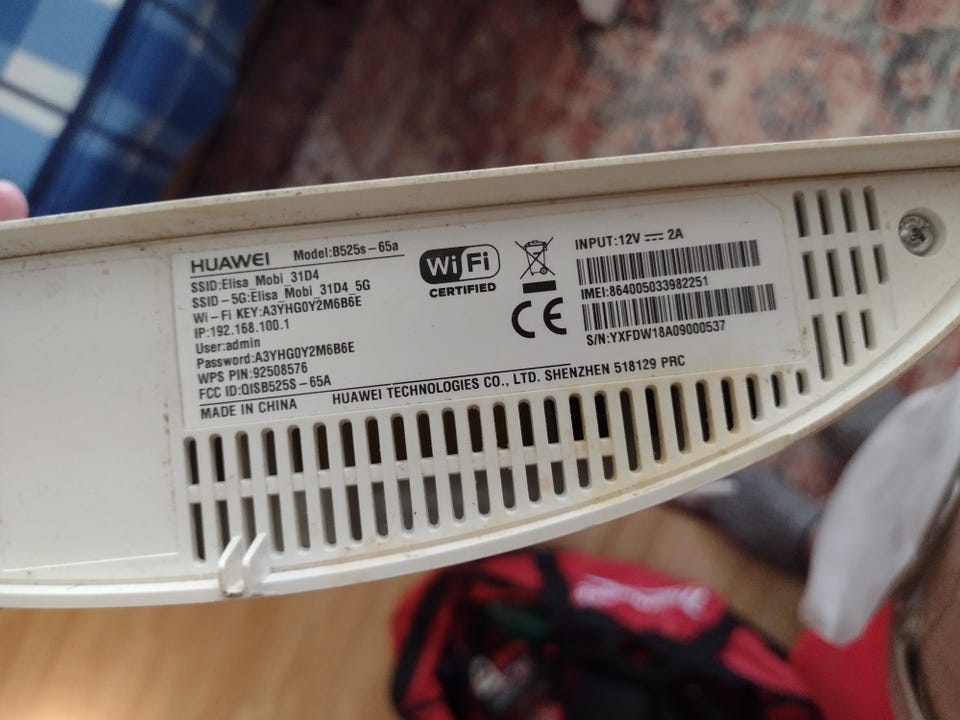 HUAWEI Model:B525s-65a
SSID:Elisa_Mobi_31D4
SSID-5G:Elisa_Mobi_31D4_5G
Wi-Fi KEY:A3YHG0Y2M6B6E
IP:192.168.100.1
User:admin
Password:A3YHG0Y2M6B6E
WPS PIN:92508576
FCC ID:QISB525S-65A
MADE IN CHINA
HUAWEI TECHNOLOGIES CO., LTD. SHENZHEN 518129 PRC
Wi Fi
CERTIFIED
CE
INPUT:12V ⎓ 2A
IMEI:864005033982251
S/N:YXFDW18A09000537